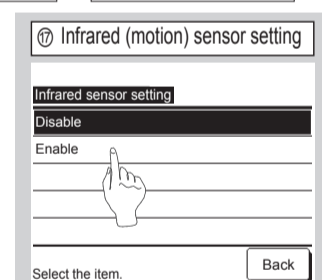 ⑰ Infrared (motion) sensor setting
Infrared sensor setting
Disable
Enable
Select the item.
Back